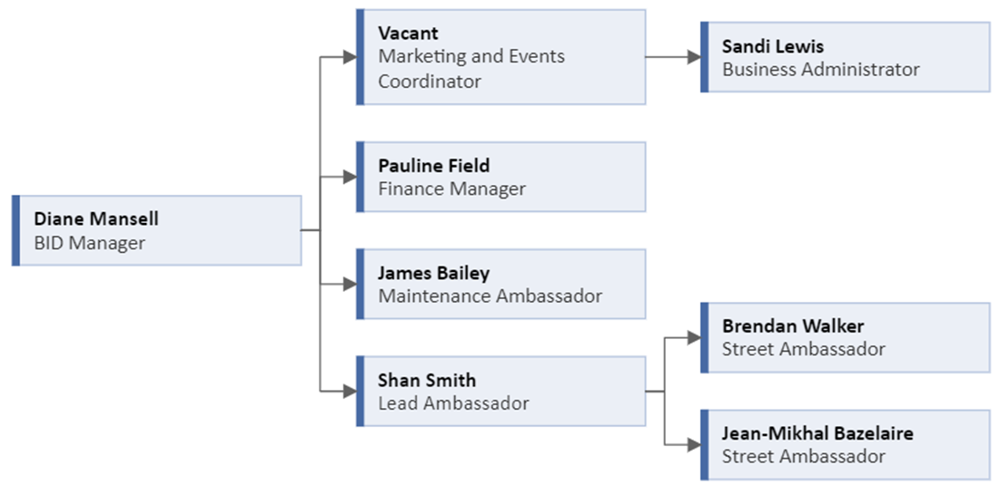 Vacant
Marketing and Events
Coordinator
Sandi Lewis
Business Administrator
Pauline Field
Finance Manager
Diane Mansell
BID Manager
James Bailey
Maintenance Ambassador
Brendan Walker
Street Ambassador
Shan Smith
Lead Ambassador
Jean-Mikhal Bazelaire
Street Ambassador